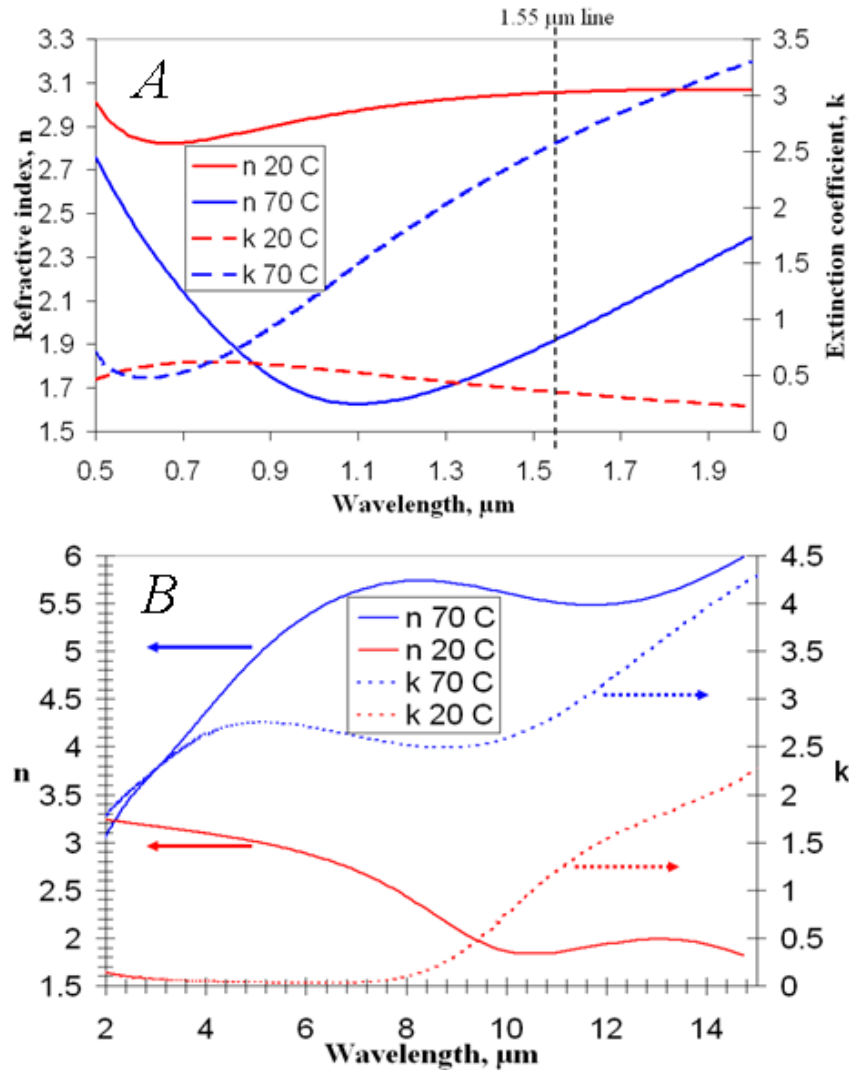 1.55 µm line
A
3.3
3.1
2.9
2.7
2.5
2.3
2.1
1.9
1.7
1.5
Refractive index, n
n 20 C
n 70 C
k 20 C
k 70 C
3.5
3
2.5
2
1.5
1
0.5
0
Extinction coefficient, k
0.5 0.7 0.9 1.1 1.3 1.5 1.7 1.9
Wavelength, µm
B
6
5.5
5
4.5
4
3.5
3
2.5
2
1.5
n
n 70 C
n 20 C
k 70 C
k 20 C
4.5
4
3.5
3
2.5
2
1.5
1
0.5
0
k
2 4 6 8 10 12 14
Wavelength, µm